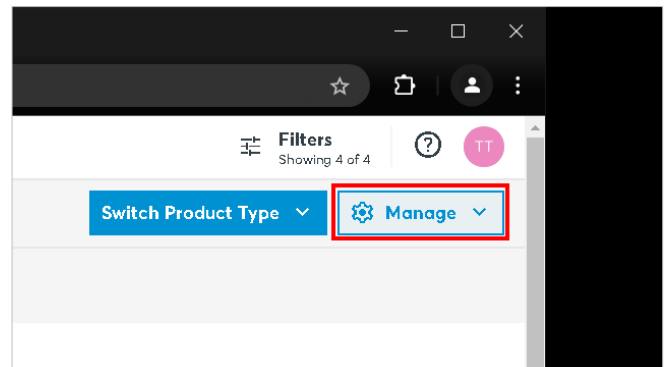 Filters
Showing 4 of 4
TT
Switch Product Type
Manage